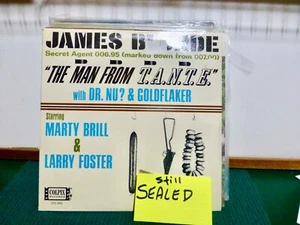 JAMES BLONDE
Secret Agent 006.95 (marked down from 007.00)
"THE MAN FROM T.A.N.T.E."
with DR. NU? & GOLDFLAKER
Starring
MARTY BRILL
&
LARRY FOSTER
COLPIX
still
SEALED